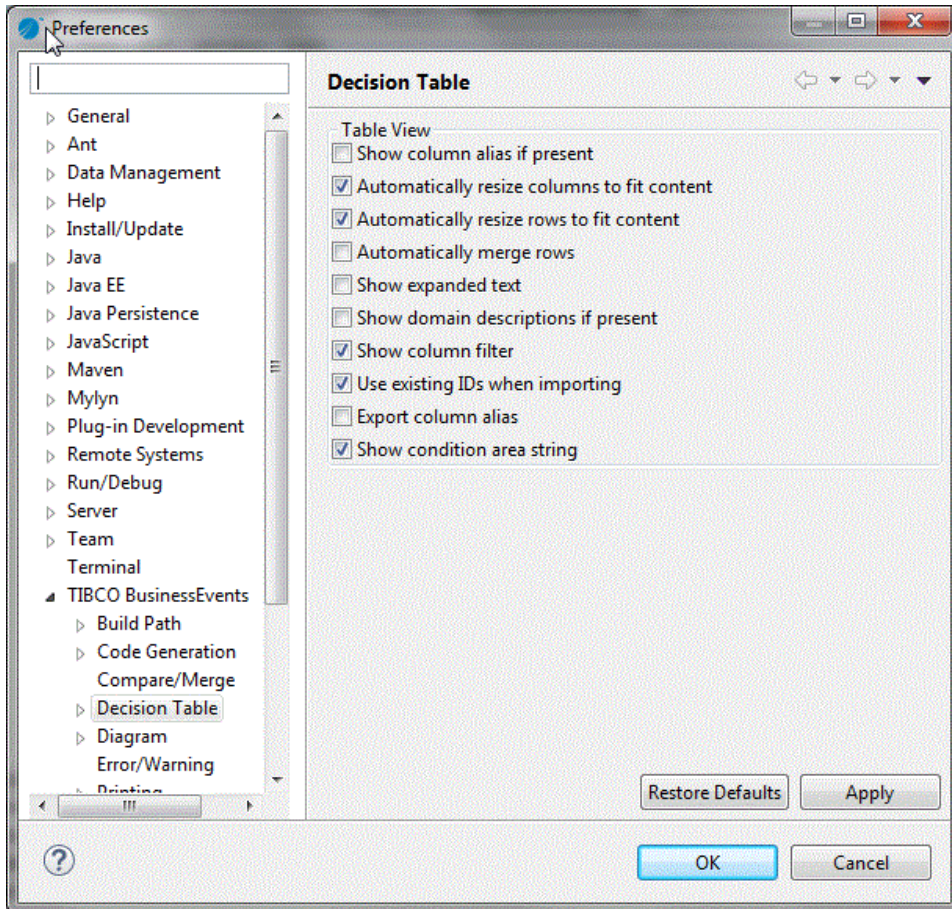 Preferences
General
Ant
Data Management
Help
Install/Update
Java
Java EE
Java Persistence
JavaScript
Maven
Mylyn
Plug-in Development
Remote Systems
Run/Debug
Server
Team
Terminal
TIBCO BusinessEvents
Build Path
Code Generation
Compare/Merge
Decision Table
Diagram
Error/Warning
Printing
Decision Table
Table View
Show column alias if present
Automatically resize columns to fit content
Automatically resize rows to fit content
Automatically merge rows
Show expanded text
Show domain descriptions if present
Show column filter
Use existing IDs when importing
Export column alias
Show condition area string
Restore Defaults
Apply
?
OK
Cancel